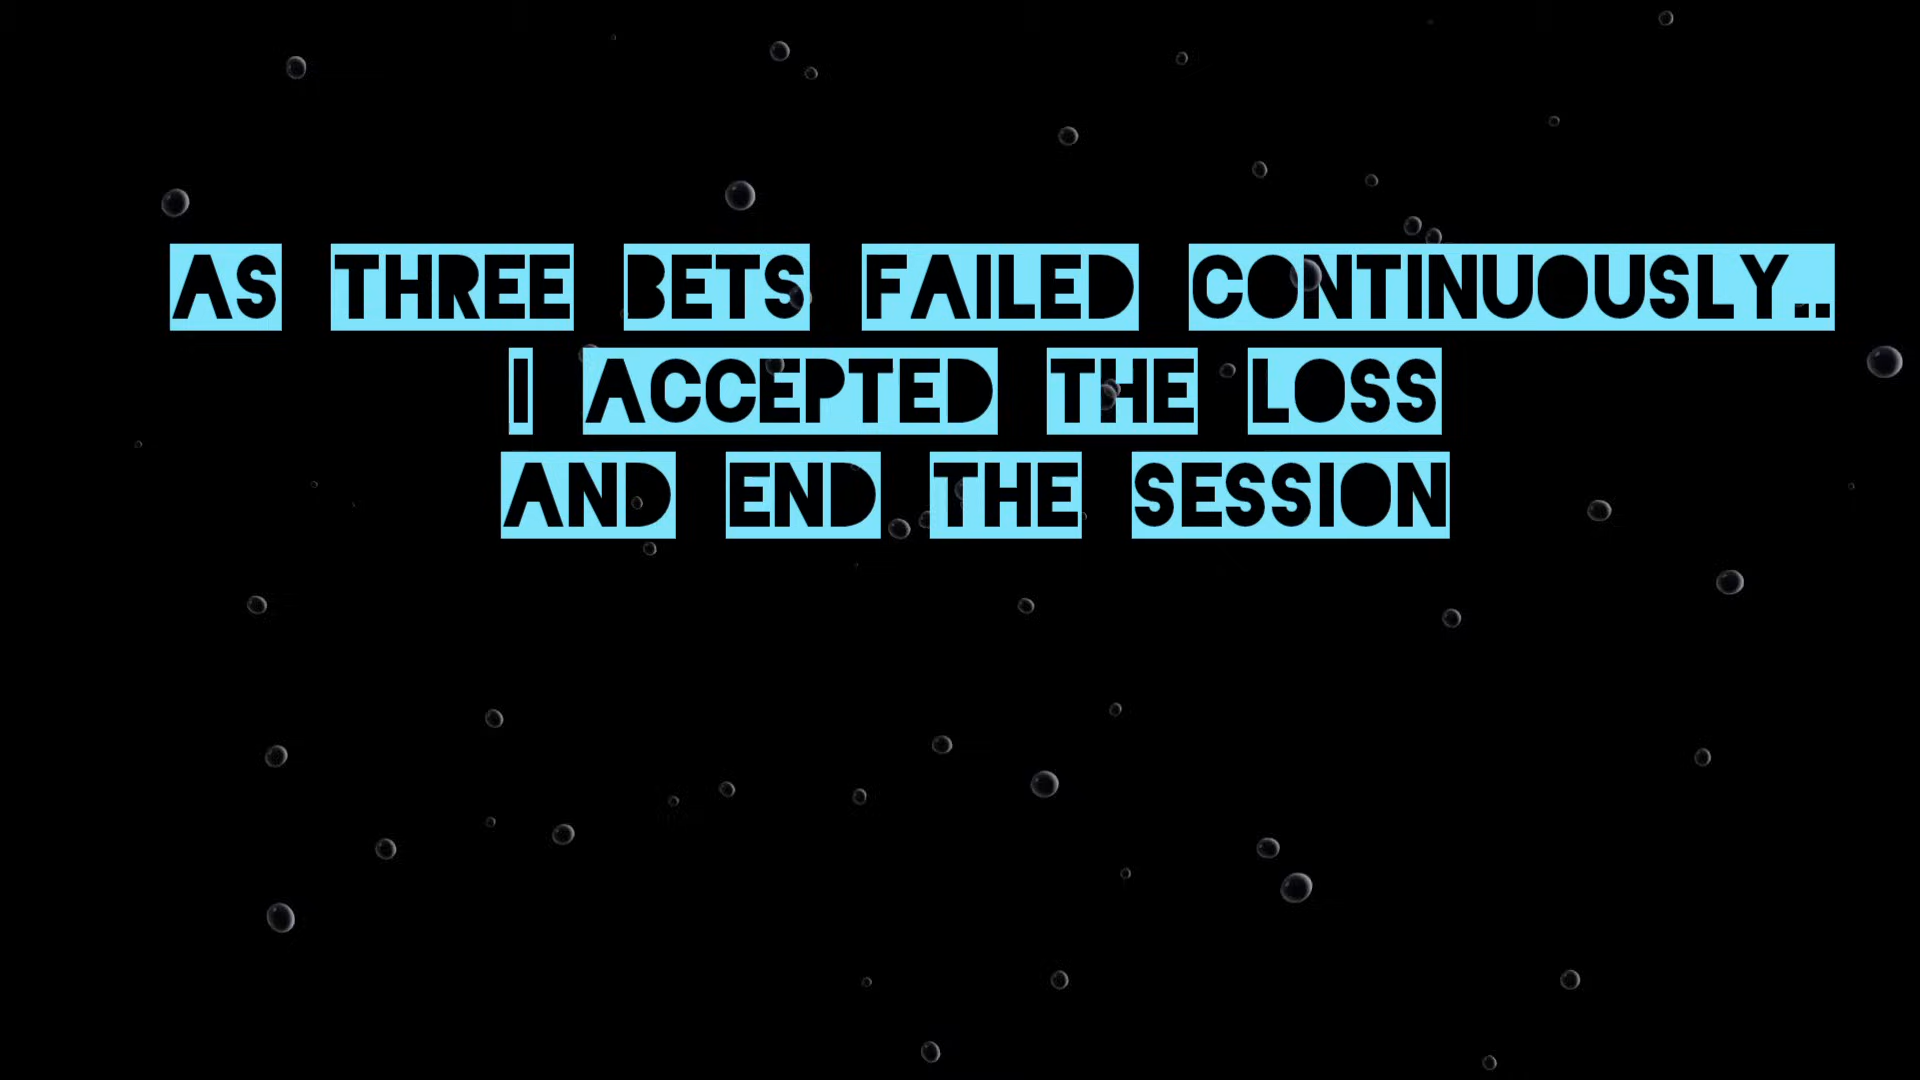 AS THREE BETS FAILED CONTINUOUSLY..
I ACCEPTED THE LOSS
AND END THE SESSION